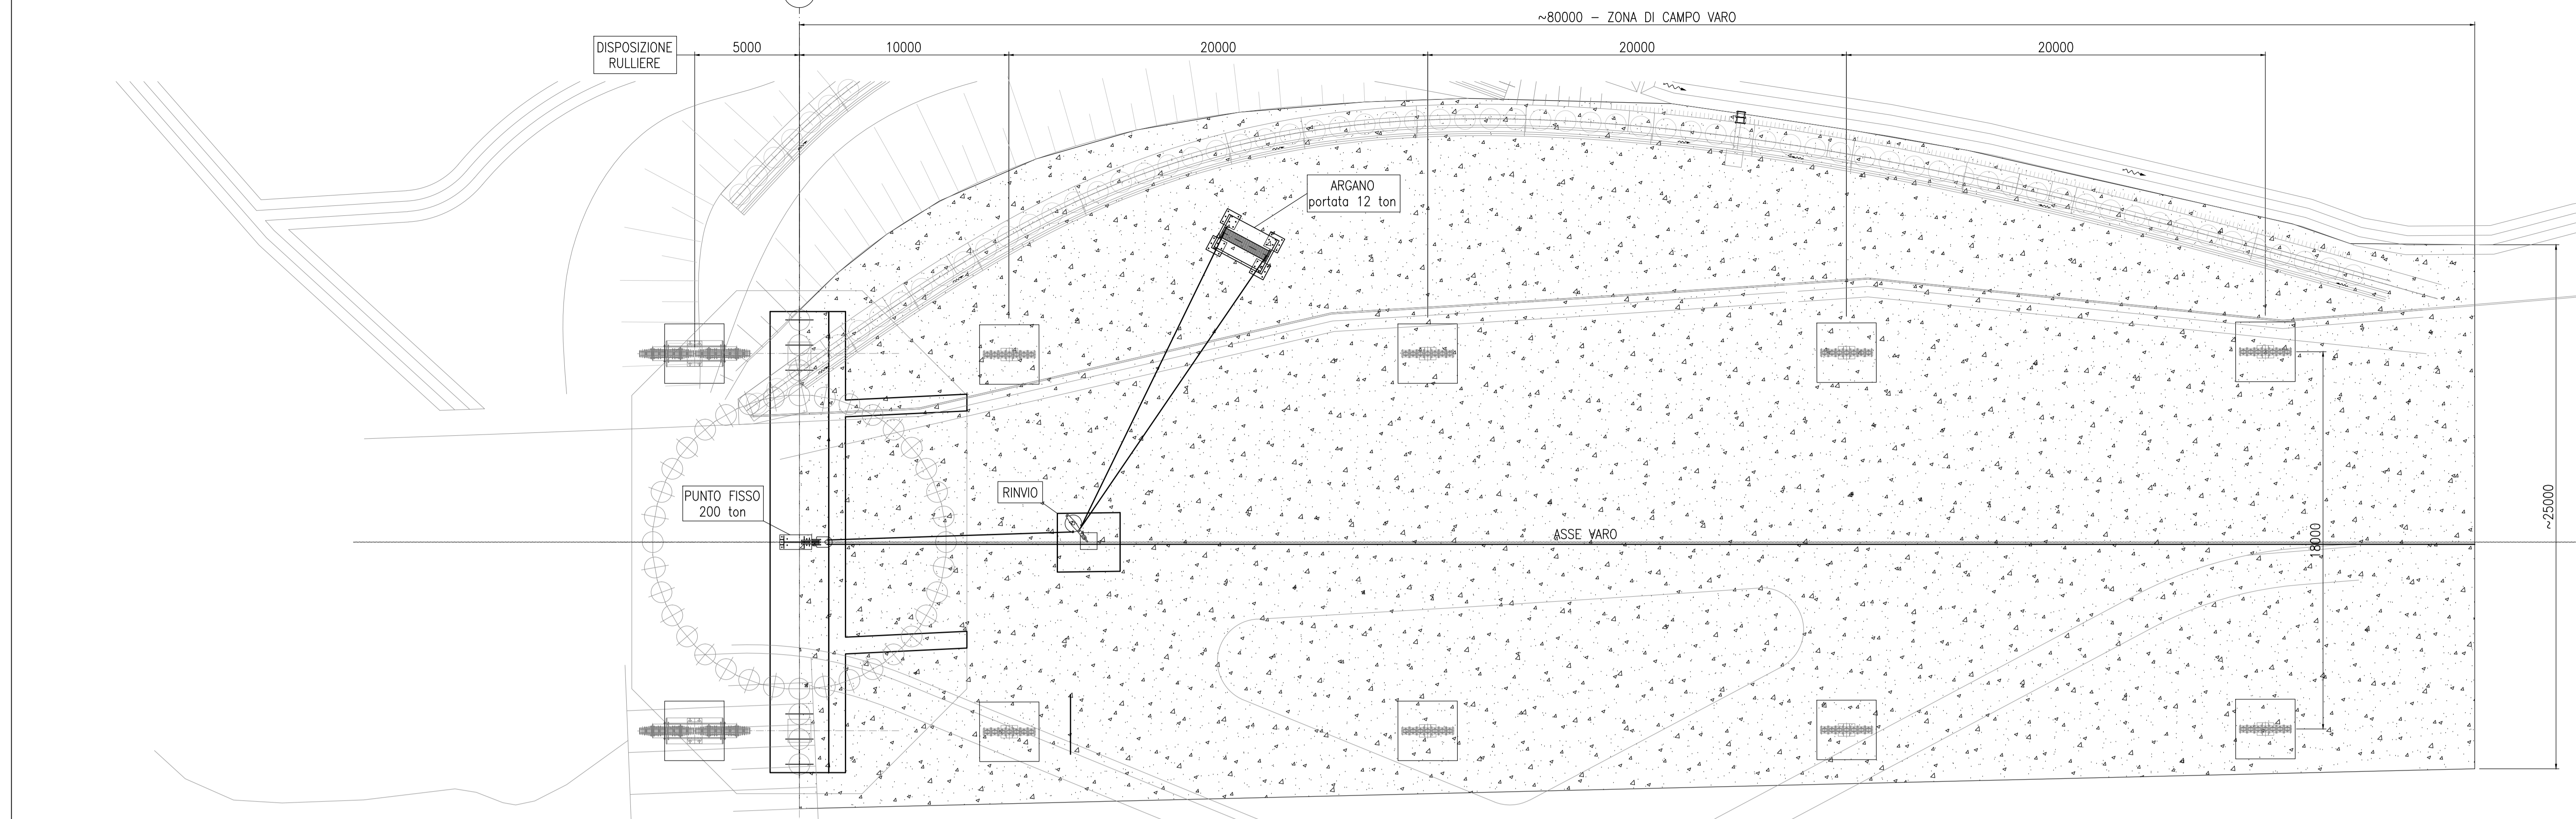 ~80000 – ZONA DI CAMPO VARO
DISPOSIZIONE
RULLIERE
5000
10000
20000
20000
20000
ARGANO
portata 12 ton
PUNTO FISSO
200 ton
RINVIO
ASSE VARO
18000
~25000